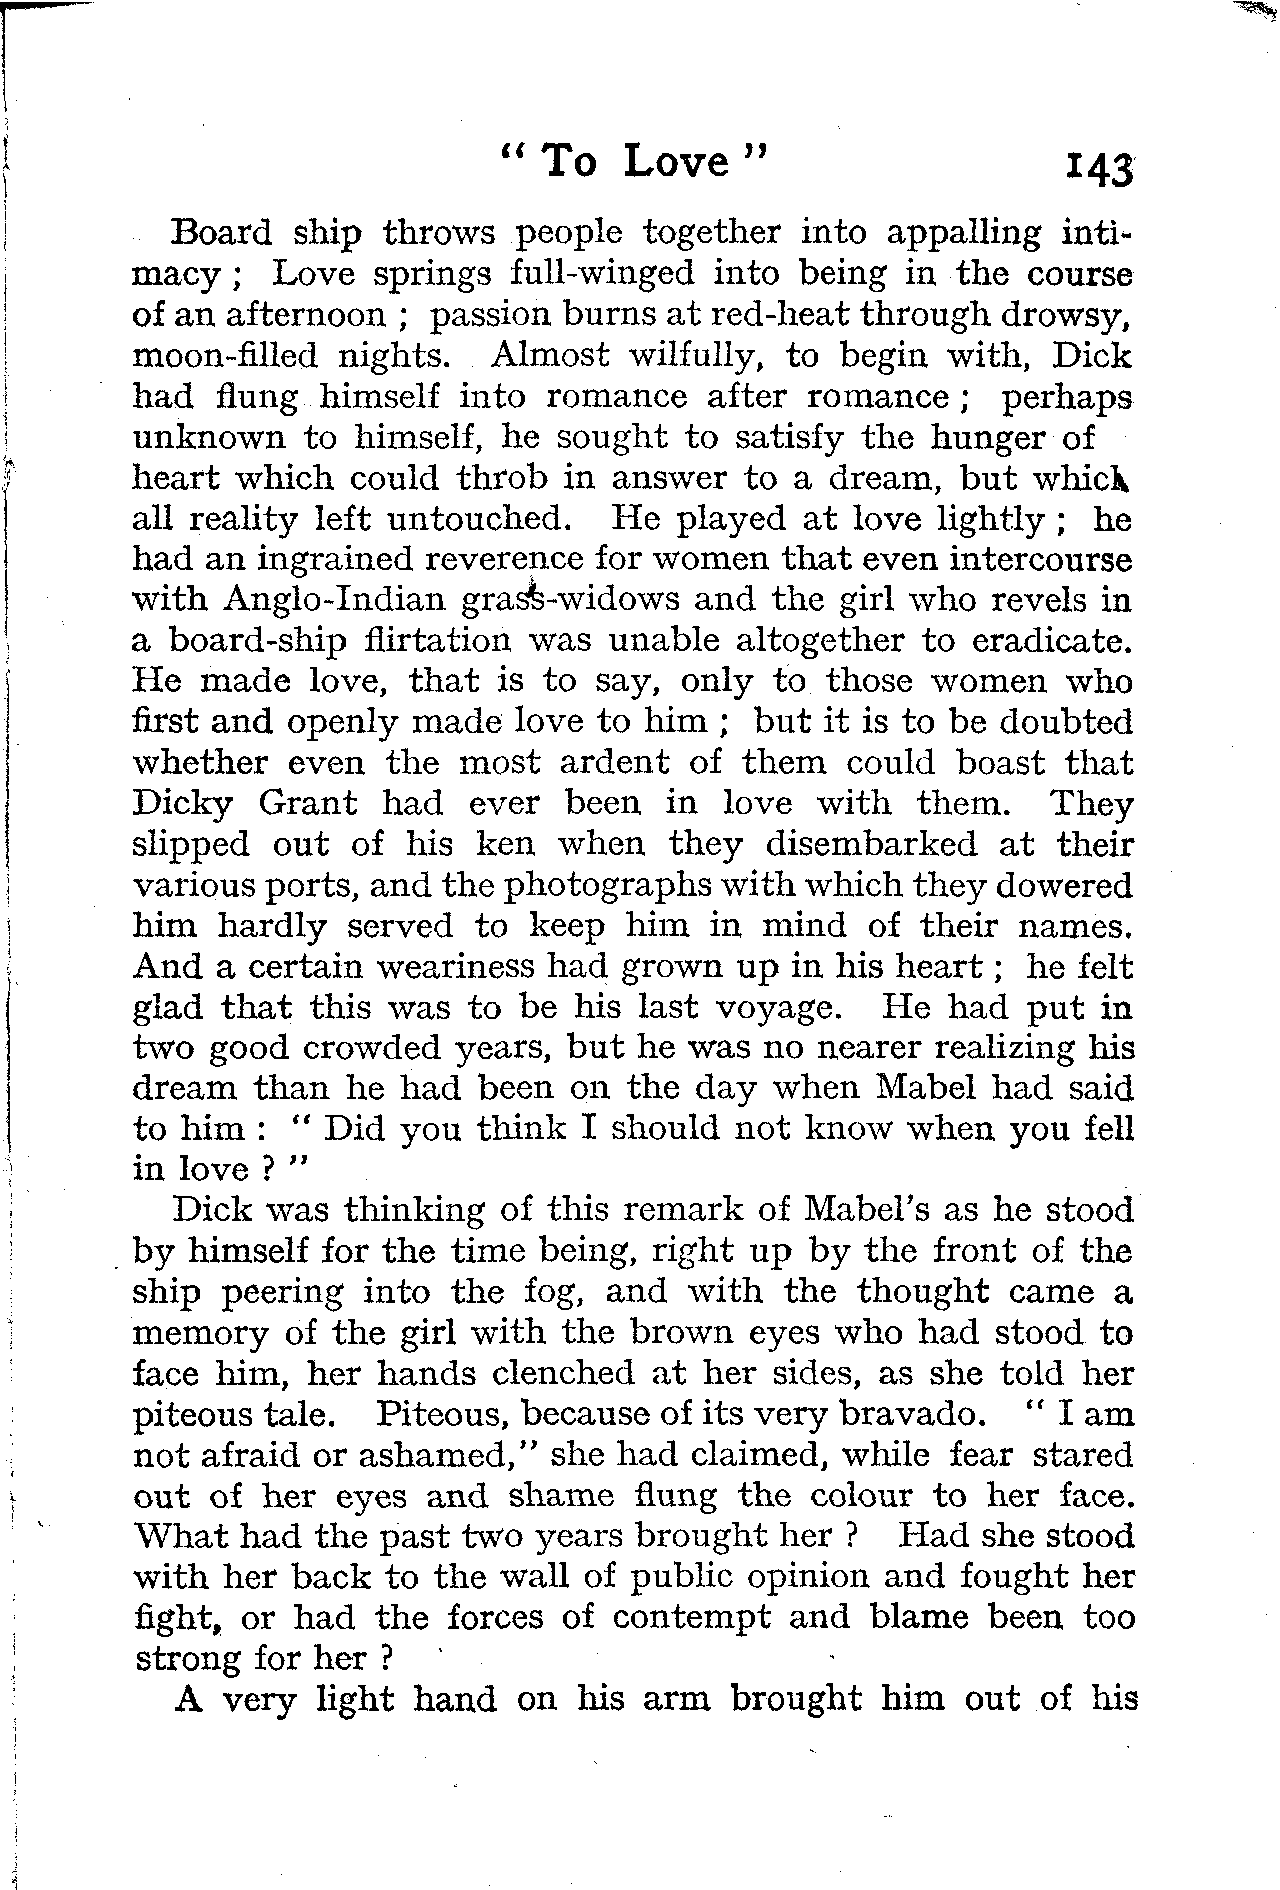 " To Love " 143
Board ship throws people together into appalling inti-
macy ; Love springs full-winged into being in the course
of an afternoon ; passion burns at red-heat through drowsy,
moon-filled nights. Almost wilfully, to begin with, Dick
had flung himself into romance after romance ; perhaps
unknown to himself, he sought to satisfy the hunger of
heart which could throb in answer to a dream, but which
all reality left untouched. He played at love lightly ; he
had an ingrained reverence for women that even intercourse
with Anglo-Indian grass-widows and the girl who revels in
a board-ship flirtation was unable altogether to eradicate.
He made love, that is to say, only to those women who
first and openly made love to him ; but it is to be doubted
whether even the most ardent of them could boast that
Dicky Grant had ever been in love with them. They
slipped out of his ken when they disembarked at their
various ports, and the photographs with which they dowered
him hardly served to keep him in mind of their names.
And a certain weariness had grown up in his heart ; he felt
glad that this was to be his last voyage. He had put in
two good crowded years, but he was no nearer realizing his
dream than he had been on the day when Mabel had said
to him : " Did you think I should not know when you fell
in love ? "
Dick was thinking of this remark of Mabel's as he stood
by himself for the time being, right up by the front of the
ship peering into the fog, and with the thought came a
memory of the girl with the brown eyes who had stood to
face him, her hands clenched at her sides, as she told her
piteous tale. Piteous, because of its very bravado. " I am
not afraid or ashamed," she had claimed, while fear stared
out of her eyes and shame flung the colour to her face.
What had the past two years brought her ? Had she stood
with her back to the wall of public opinion and fought her
fight, or had the forces of contempt and blame been too
strong for her ?
A very light hand on his arm brought him out of his